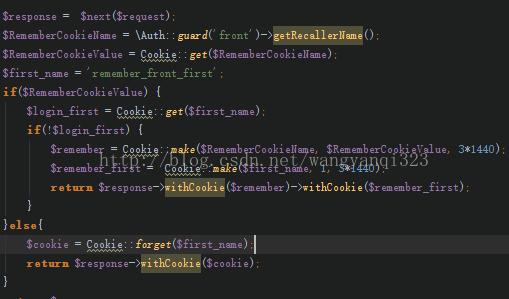 $response =  $next($request);
$RememberCookieName = \Auth::guard('front')->getRecallerName();
$RememberCookieValue = Cookie::get($RememberCookieName);
$first_name = 'remember_front_first';
if($RememberCookieValue) {
$login_first = Cookie::get($first_name);
if(!$login_first) {
$remember = Cookie::make($RememberCookieName, $RememberCookieValue, 3*1440);
http://blog.csdn.net/wangyanqi323
$remember_first = Cookie::make($first_name, 1, 3*1440);
return $response->withCookie($remember)->withCookie($remember_first);
}
}else{
$cookie = Cookie::forget($first_name);
return $response->withCookie($cookie);
}